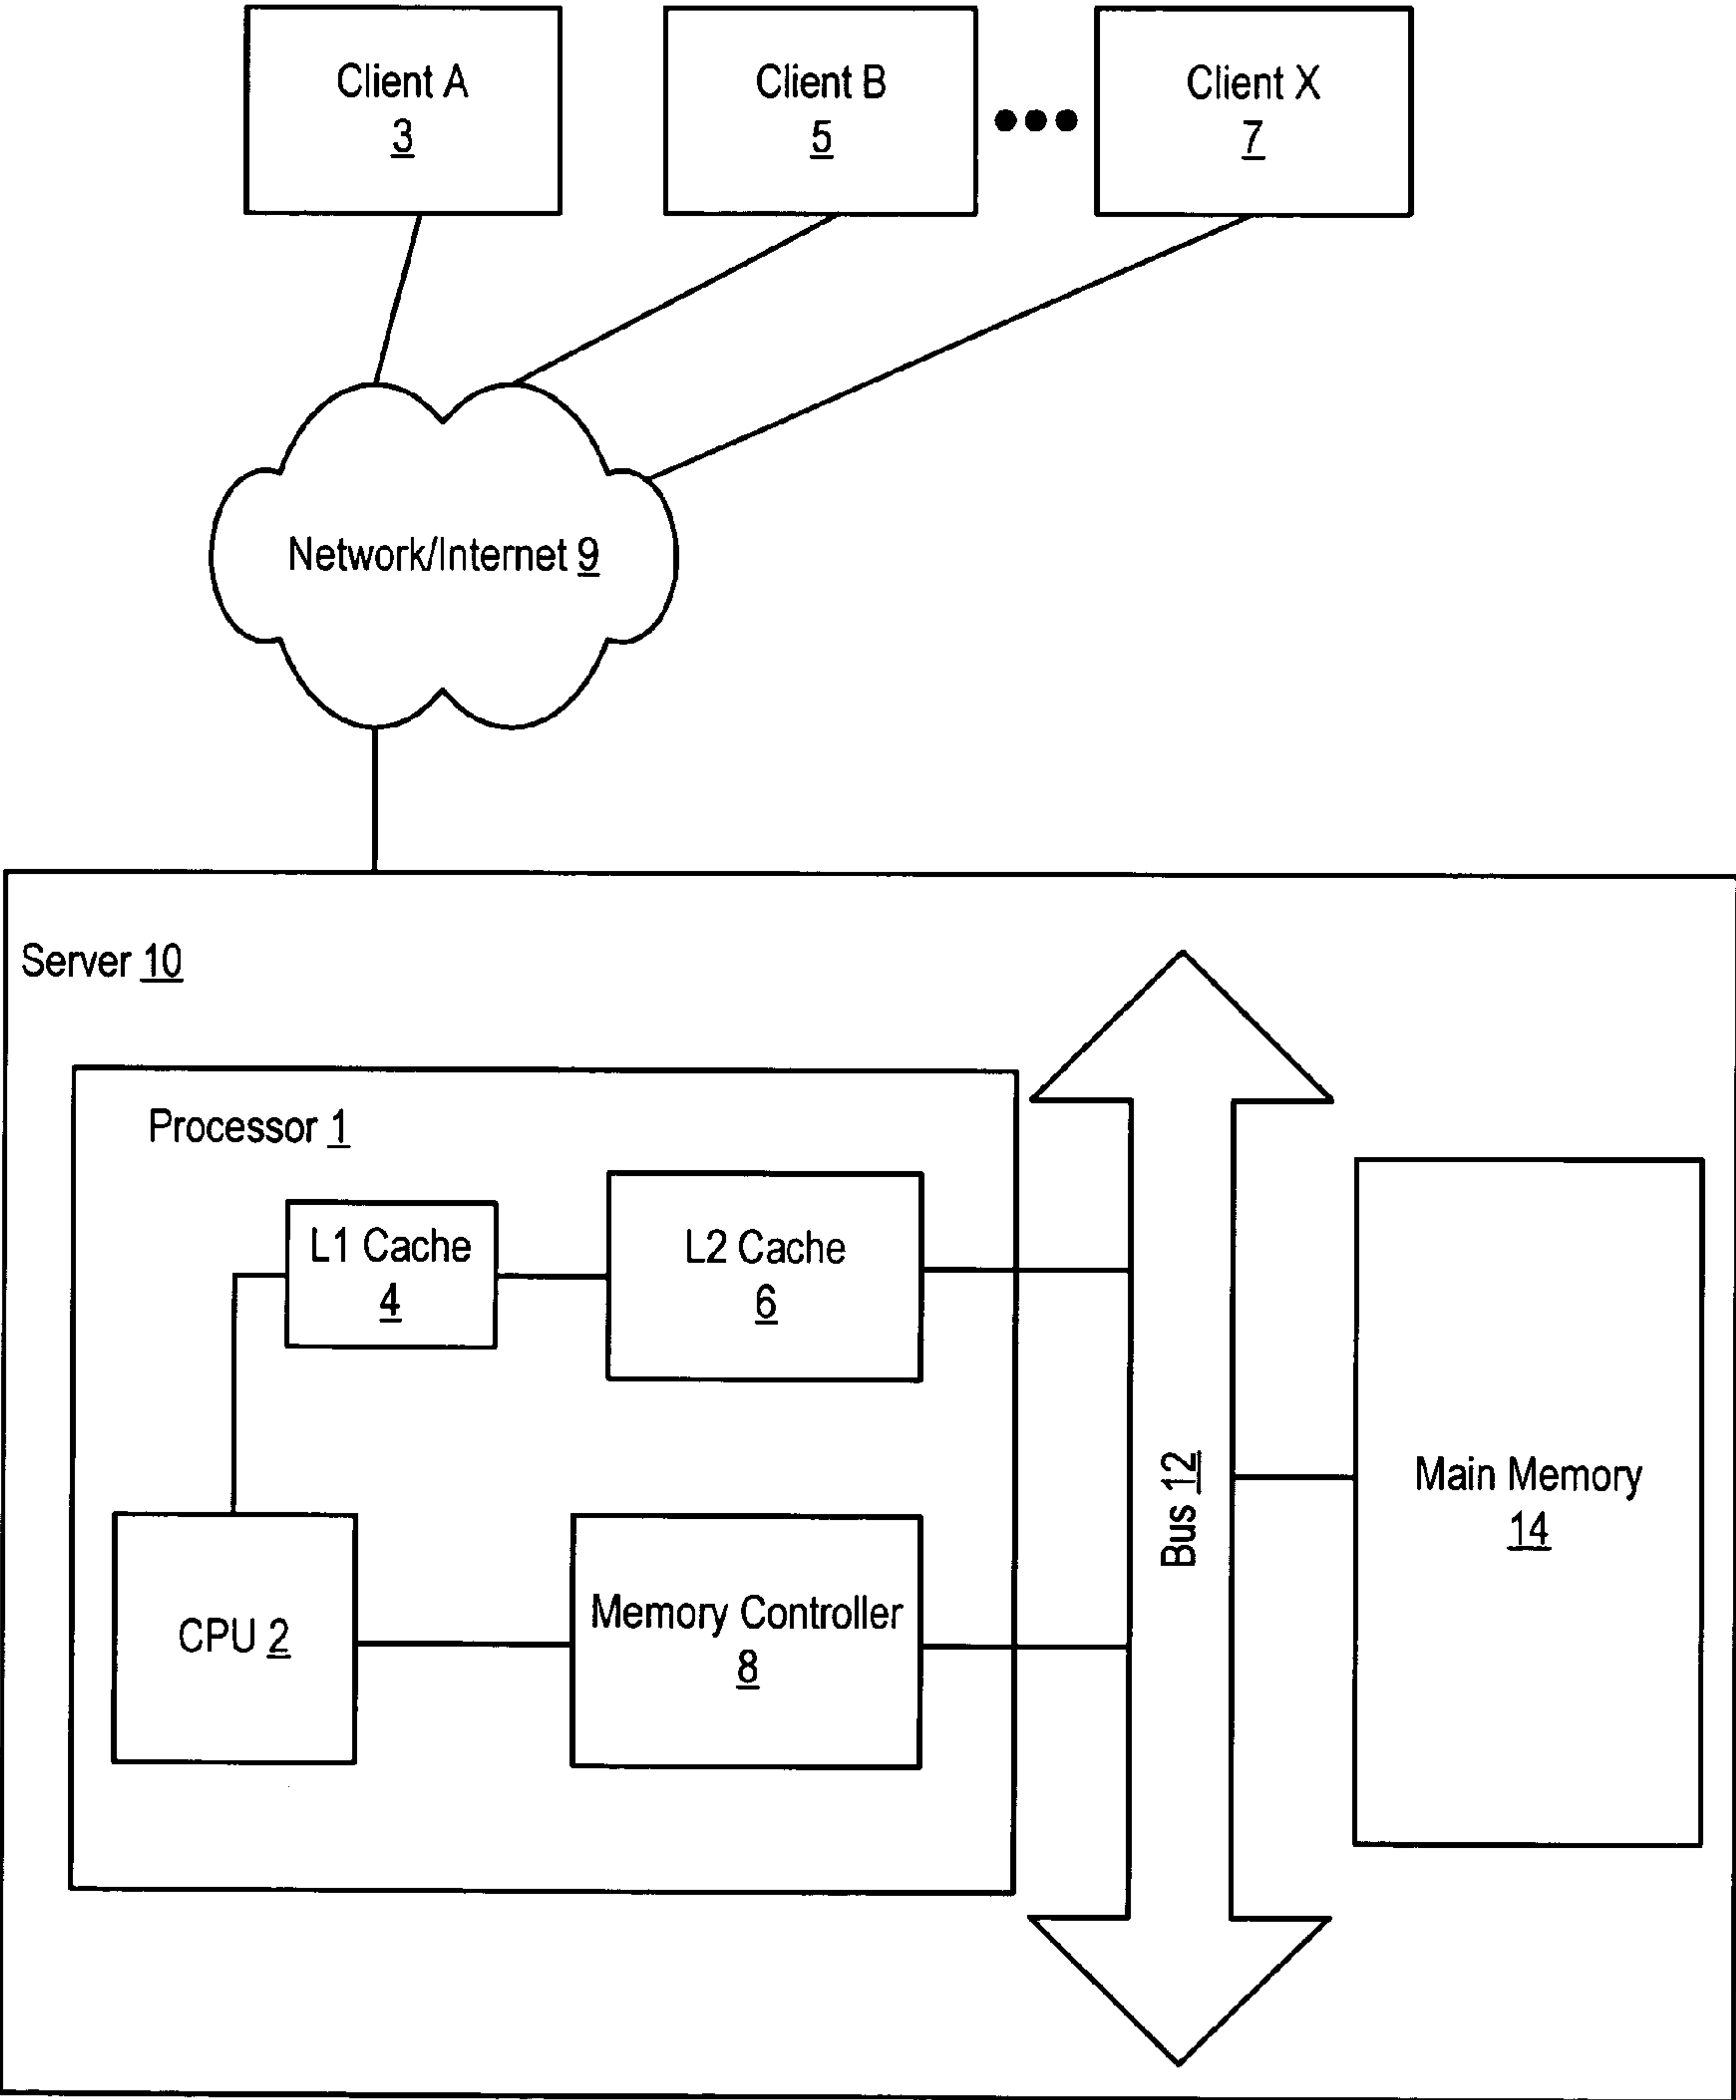 Client A
3
Client B
5
Client X
7
Network/Internet 9
Server 10
Processor 1
L1 Cache
4
L2 Cache
6
CPU 2
Memory Controller
8
Bus 12
Main Memory
14